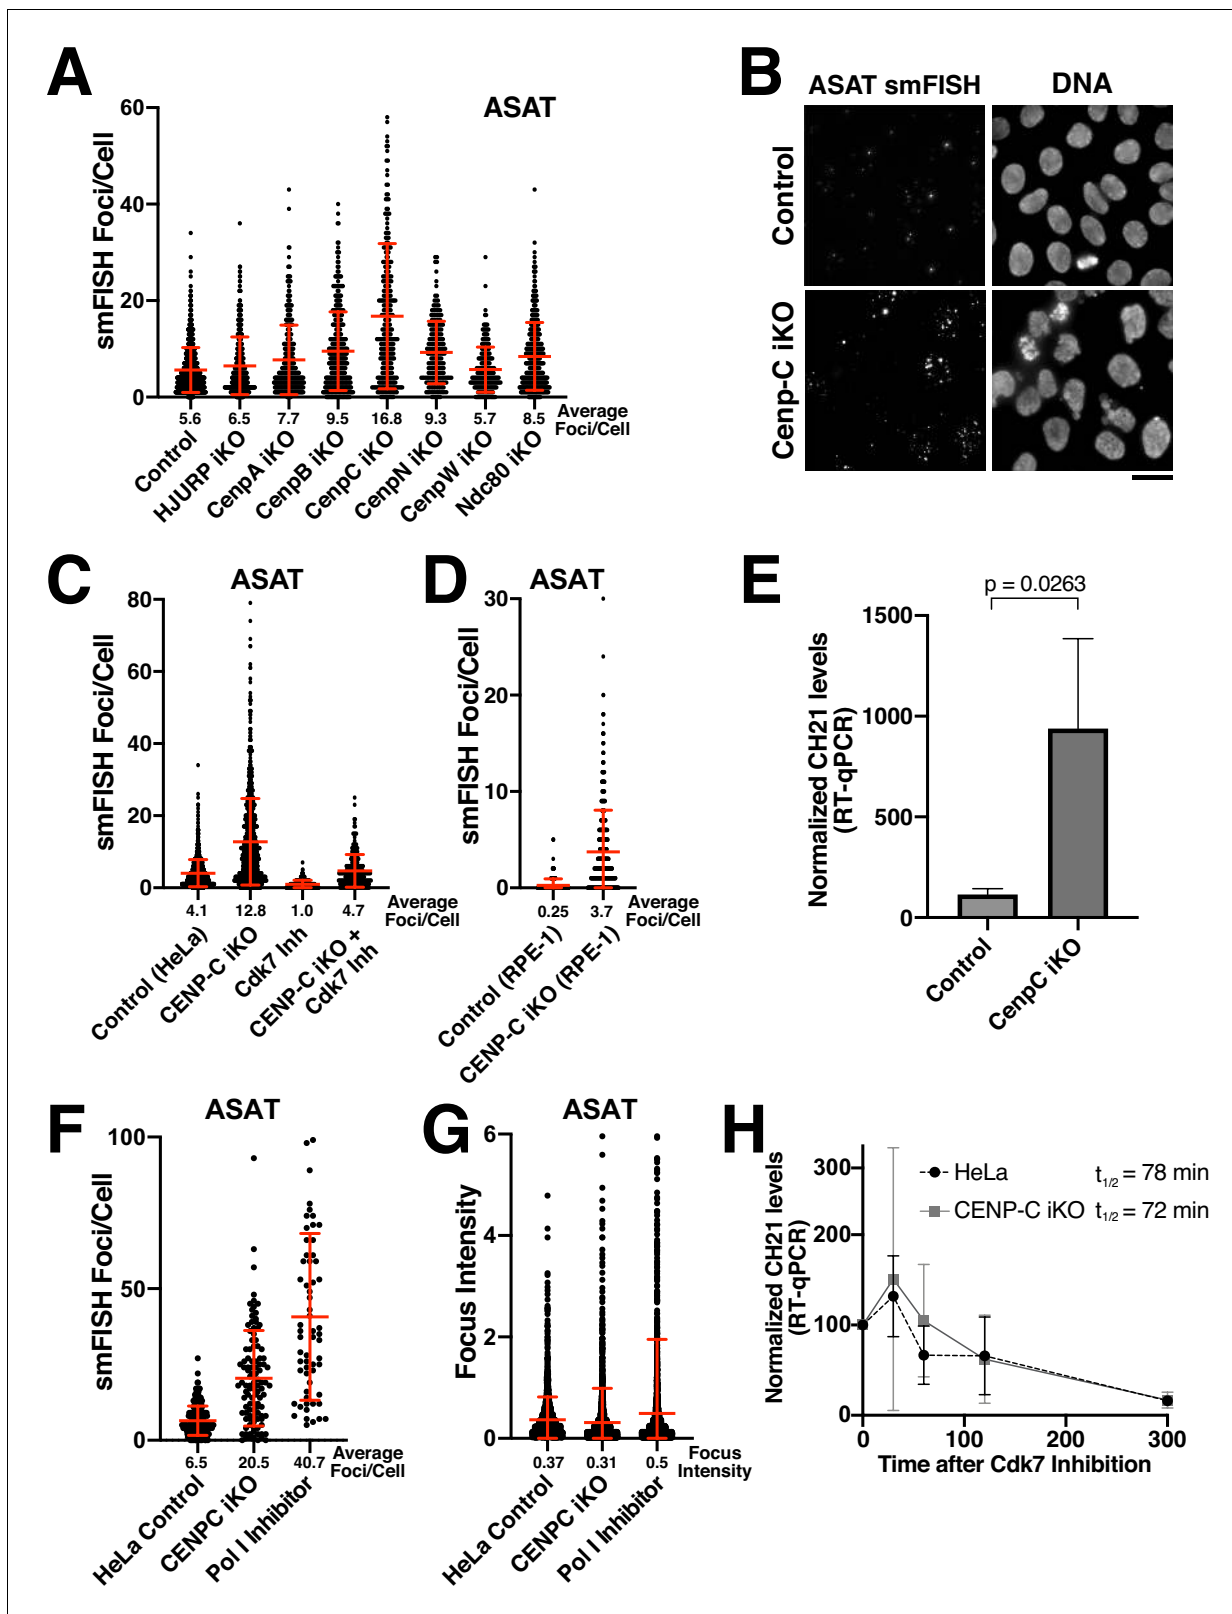 A
ASAT
smFISH Foci/Cell
60
40
20
0
5.6 6.5 7.7 9.5 16.8 9.3 5.7 8.5
Average
Foci/Cell
Control
HJURP iKO
CenpA iKO
CenpB iKO
CenpC iKO
CenpN iKO
CenpW iKO
Ndc80 iKO
B
ASAT smFISH
DNA
Control
Cenp-C iKO
C
ASAT
smFISH Foci/Cell
80
60
40
20
0
4.1 12.8 1.0 4.7
Average
Foci/Cell
Control (HeLa)
CENP-C iKO
Cdk7 Inh
CENP-C iKO +
Cdk7 Inh
D
ASAT
smFISH Foci/Cell
30
20
10
0
0.25 3.7
Average
Foci/Cell
Control (RPE-1)
CENP-C iKO (RPE-1)
E
p = 0.0263
Normalized CH21 levels
(RT-qPCR)
1500
1000
500
0
Control
CenpC iKO
F
ASAT
smFISH Foci/Cell
100
50
0
6.5 20.5 40.7
Average
Foci/Cell
HeLa Control
CENPC iKO
Pol I Inhibitor
G
ASAT
Focus Intensity
6
4
2
0
0.37 0.31 0.5
Focus
Intensity
HeLa Control
CENPC iKO
Pol I Inhibitor
H
Normalized CH21 levels
(RT-qPCR)
300
200
100
0
HeLa t1/2 = 78 min
CENP-C iKO t1/2 = 72 min
0 100 200 300
Time after Cdk7 Inhibition